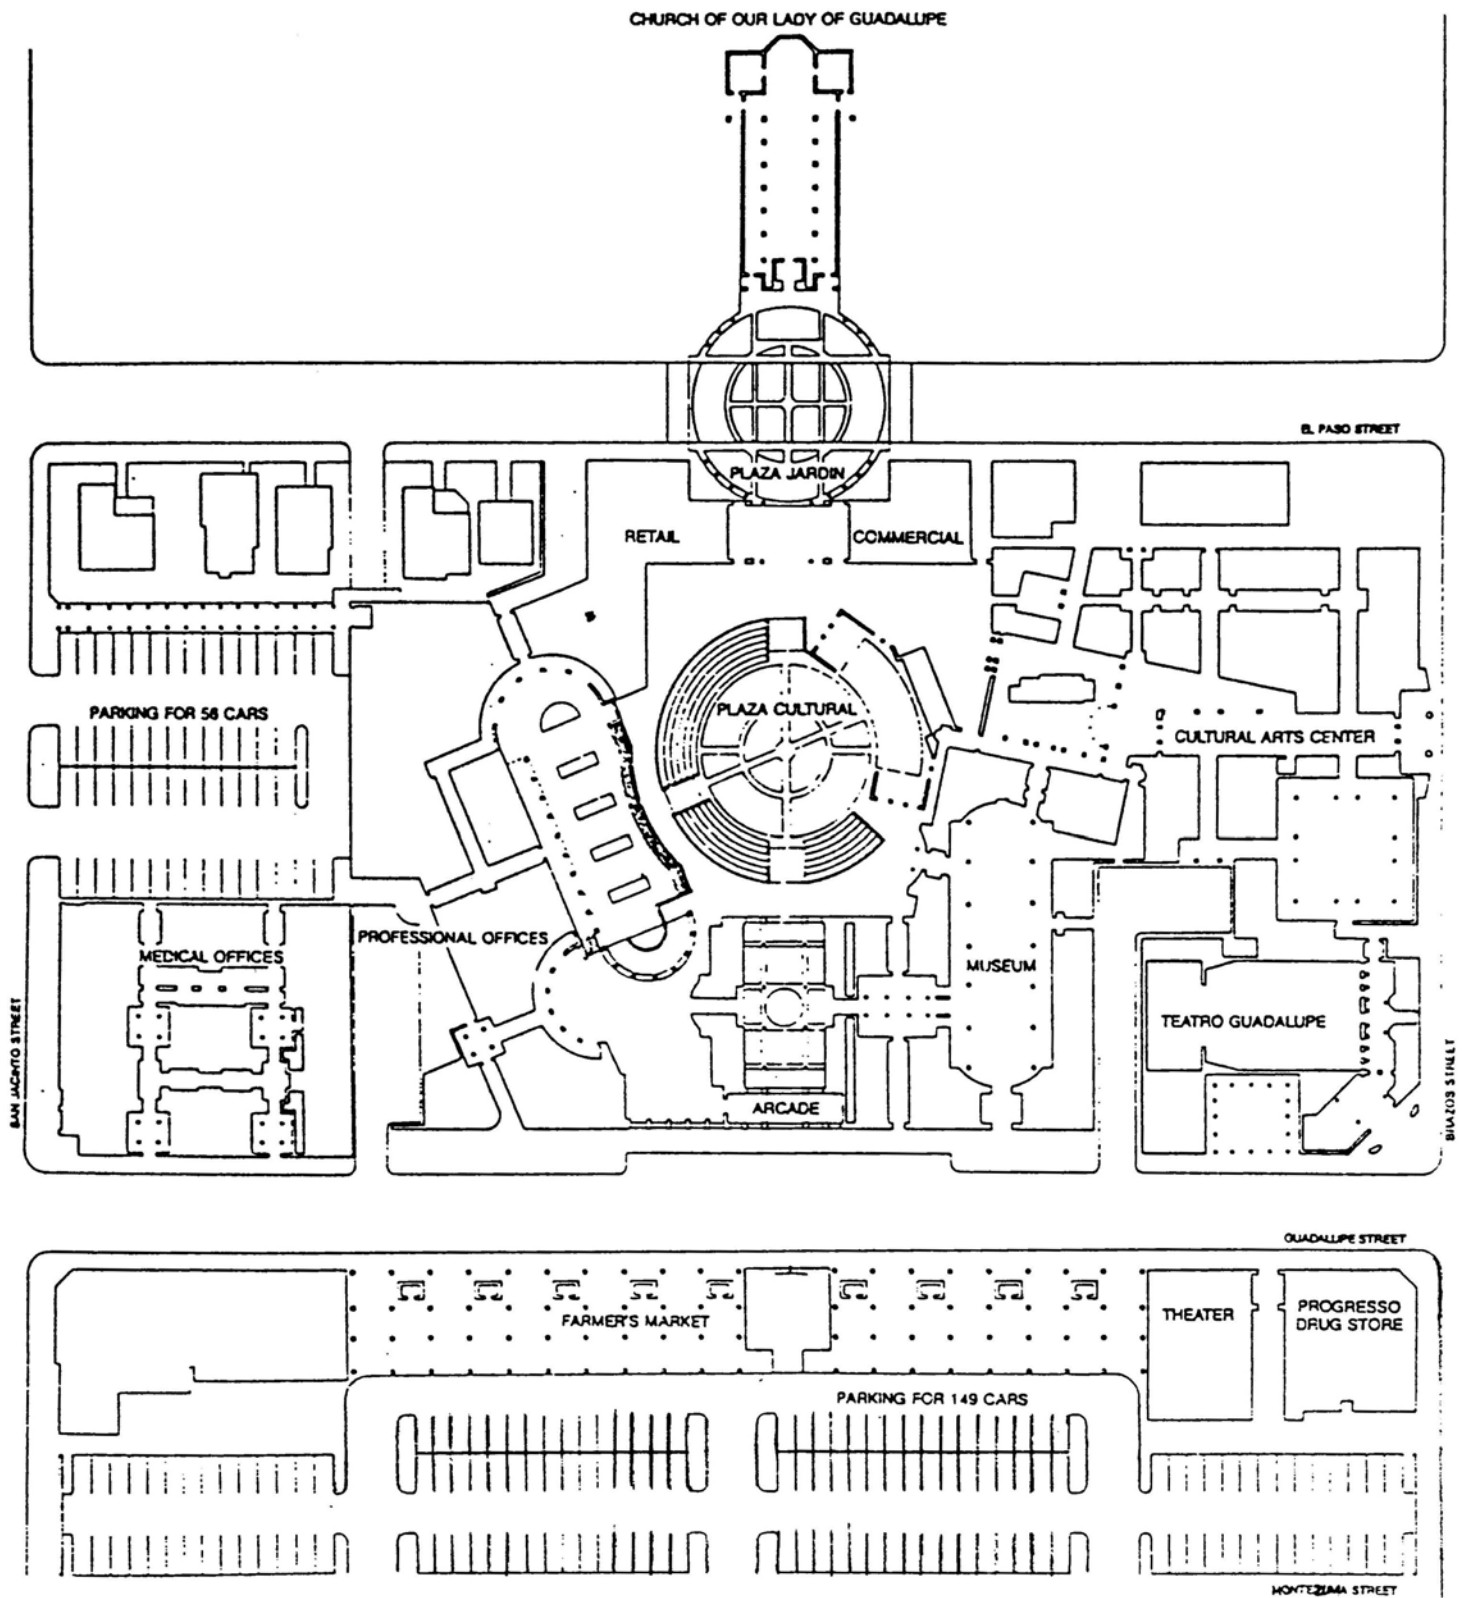 CHURCH OF OUR LADY OF GUADALUPE
EL PASO STREET
PLAZA JARDIN
RETAIL
COMMERCIAL
PARKING FOR 56 CARS
PLAZA CULTURAL
CULTURAL ARTS CENTER
MEDICAL OFFICES
PROFESSIONAL OFFICES
MUSEUM
TEATRO GUADALUPE
SAN JACINTO STREET
BRAZOS STREET
ARCADE
GUADALUPE STREET
FARMER'S MARKET
THEATER
PROGRESSO
DRUG STORE
PARKING FOR 149 CARS
MONTEZUMA STREET